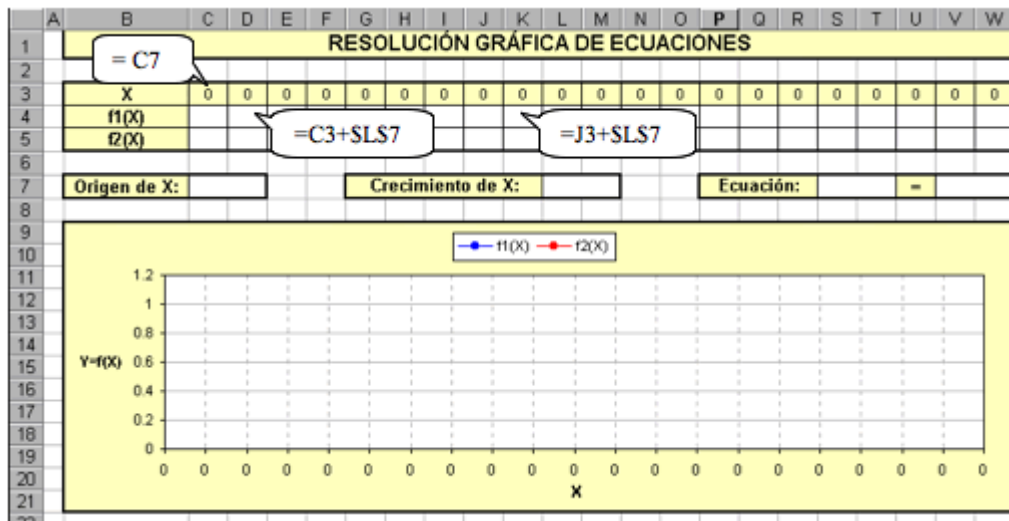 A B C D E F G H I J K L M N O P Q R S T U V W
1 RESOLUCIÓN GRÁFICA DE ECUACIONES
= C7
2
3 X 0 0 0 0 0 0 0 0 0 0 0 0 0 0 0 0 0 0 0 0 0
4 f1(X)
=C3+$L$7 =J3+$L$7
5 f2(X)
6
7 Origen de X: Crecimiento de X: Ecuación: =
8
9
f1(X) f2(X)
10
11 1.2
12 1
13 0.8
14
15 Y=f(X) 0.6
16 0.4
17
18 0.2
19 0
20 0 0 0 0 0 0 0 0 0 0 0 0 0 0 0 0 0 0 0 0 0
X
21